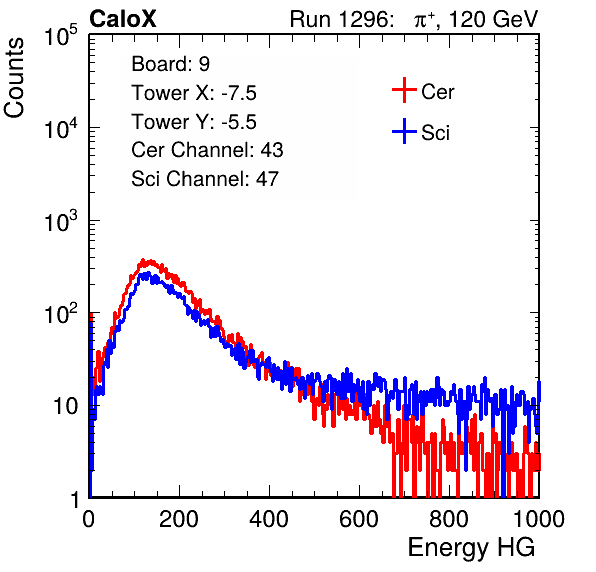 CaloX Run 1296: π⁺, 120 GeV
Counts
Board: 9
Tower X: -7.5
Tower Y: -5.5
Cer Channel: 43
Sci Channel: 47
Cer
Sci
10⁵
10⁴
10³
10²
10
1
0 200 400 600 800 1000
Energy HG